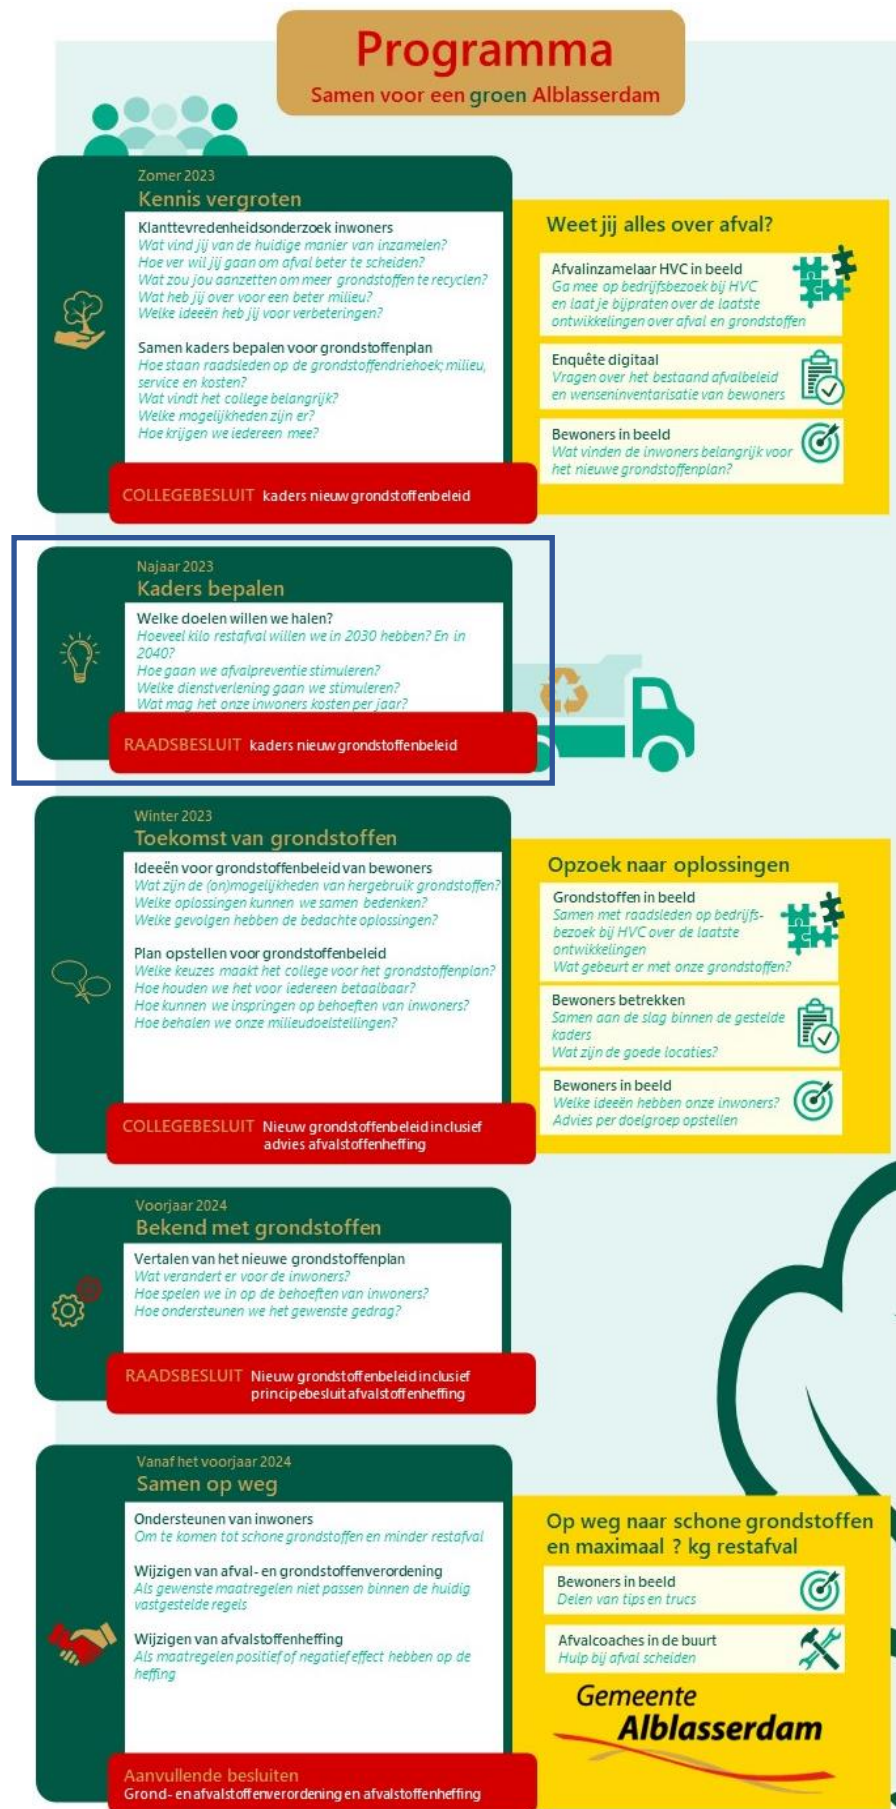 Programma
Samen voor een groen Alblasserdam
Zomer 2023
Kennis vergroten
Klanttevredenheidsonderzoek inwoners
Wat vind jij van de huidige manier van inzamelen?
Hoe ver wil jij gaan om afval beter te scheiden?
Wat zou jou aanzetten om meer grondstoffen te recyclen?
Wat heb jij over voor een beter milieu?
Welke ideeën heb jij voor verbeteringen?
Samen kaders bepalen voor grondstoffenplan
Hoe staan raadsleden op de grondstoffendriehoek; milieu,
service en kosten?
Wat vindt het college belangrijk?
Welke mogelijkheden zijn er?
Hoe krijgen we iedereen mee?
COLLEGEBESLUIT kaders nieuw grondstoffenbeleid
Weet jij alles over afval?
Afvalinzamelaar HVC in beeld
Ga mee op bedrijfsbezoek bij HVC
en laat je bijpraten over de laatste
ontwikkelingen over afval en grondstoffen
Enquête digitaal
Vragen over het bestaand afvalbeleid
en wenseninventarisatie van bewoners
Bewoners in beeld
Wat vinden de inwoners belangrijk voor
het nieuwe grondstoffenplan?
Najaar 2023
Kaders bepalen
Welke doelen willen we halen?
Hoeveel kilo restafval willen we in 2030 hebben? En in
2040?
Hoe gaan we afvalpreventie stimuleren?
Welke dienstverlening gaan we stimuleren?
Wat mag het onze inwoners kosten per jaar?
RAADSBESLUIT kaders nieuw grondstoffenbeleid
Winter 2023
Toekomst van grondstoffen
Ideeën voor grondstoffenbeleid van bewoners
Wat zijn de (on)mogelijkheden van hergebruik grondstoffen?
Welke oplossingen kunnen we samen bedenken?
Welke gevolgen hebben de bedachte oplossingen?
Plan opstellen voor grondstoffenbeleid
Welke keuzes maakt het college voor het grondstoffenplan?
Hoe houden we het voor iedereen betaalbaar?
Hoe kunnen we inspringen op behoeften van inwoners?
Hoe behalen we onze milieudoelstellingen?
COLLEGEBESLUIT Nieuw grondstoffenbeleid inclusief
advies afvalstoffenheffing
Opzoek naar oplossingen
Grondstoffen in beeld
Samen met raadsleden op bedrijfs-
bezoek bij HVC over de laatste
ontwikkelingen
Wat gebeurt er met onze grondstoffen?
Bewoners betrekken
Samen aan de slag binnen de gestelde
kaders
Wat zijn de goede locaties?
Bewoners in beeld
Welke ideeën hebben onze inwoners?
Advies per doelgroep opstellen
Voorjaar 2024
Bekend met grondstoffen
Vertalen van het nieuwe grondstoffenplan
Wat verandert er voor de inwoners?
Hoe spelen we in op de behoeften van inwoners?
Hoe ondersteunen we het gewenste gedrag?
RAADSBESLUIT Nieuw grondstoffenbeleid inclusief
principebesluit afvalstoffenheffing
Vanaf het voorjaar 2024
Samen op weg
Ondersteunen van inwoners
Om te komen tot schone grondstoffen en minder restafval
Wijzigen van afval- en grondstoffenverordening
Als gewenste maatregelen niet passen binnen de huidig
vastgestelde regels
Wijzigen van afvalstoffenheffing
Als maatregelen positief of negatief effect hebben op de
heffing
Aanvullende besluiten
Grond- en afvalstoffenverordening en afvalstoffenheffing
Op weg naar schone grondstoffen
en maximaal ? kg restafval
Bewoners in beeld
Delen van tips en trucs
Afvalcoaches in de buurt
Hulp bij afval scheiden
Gemeente
Alblasserdam